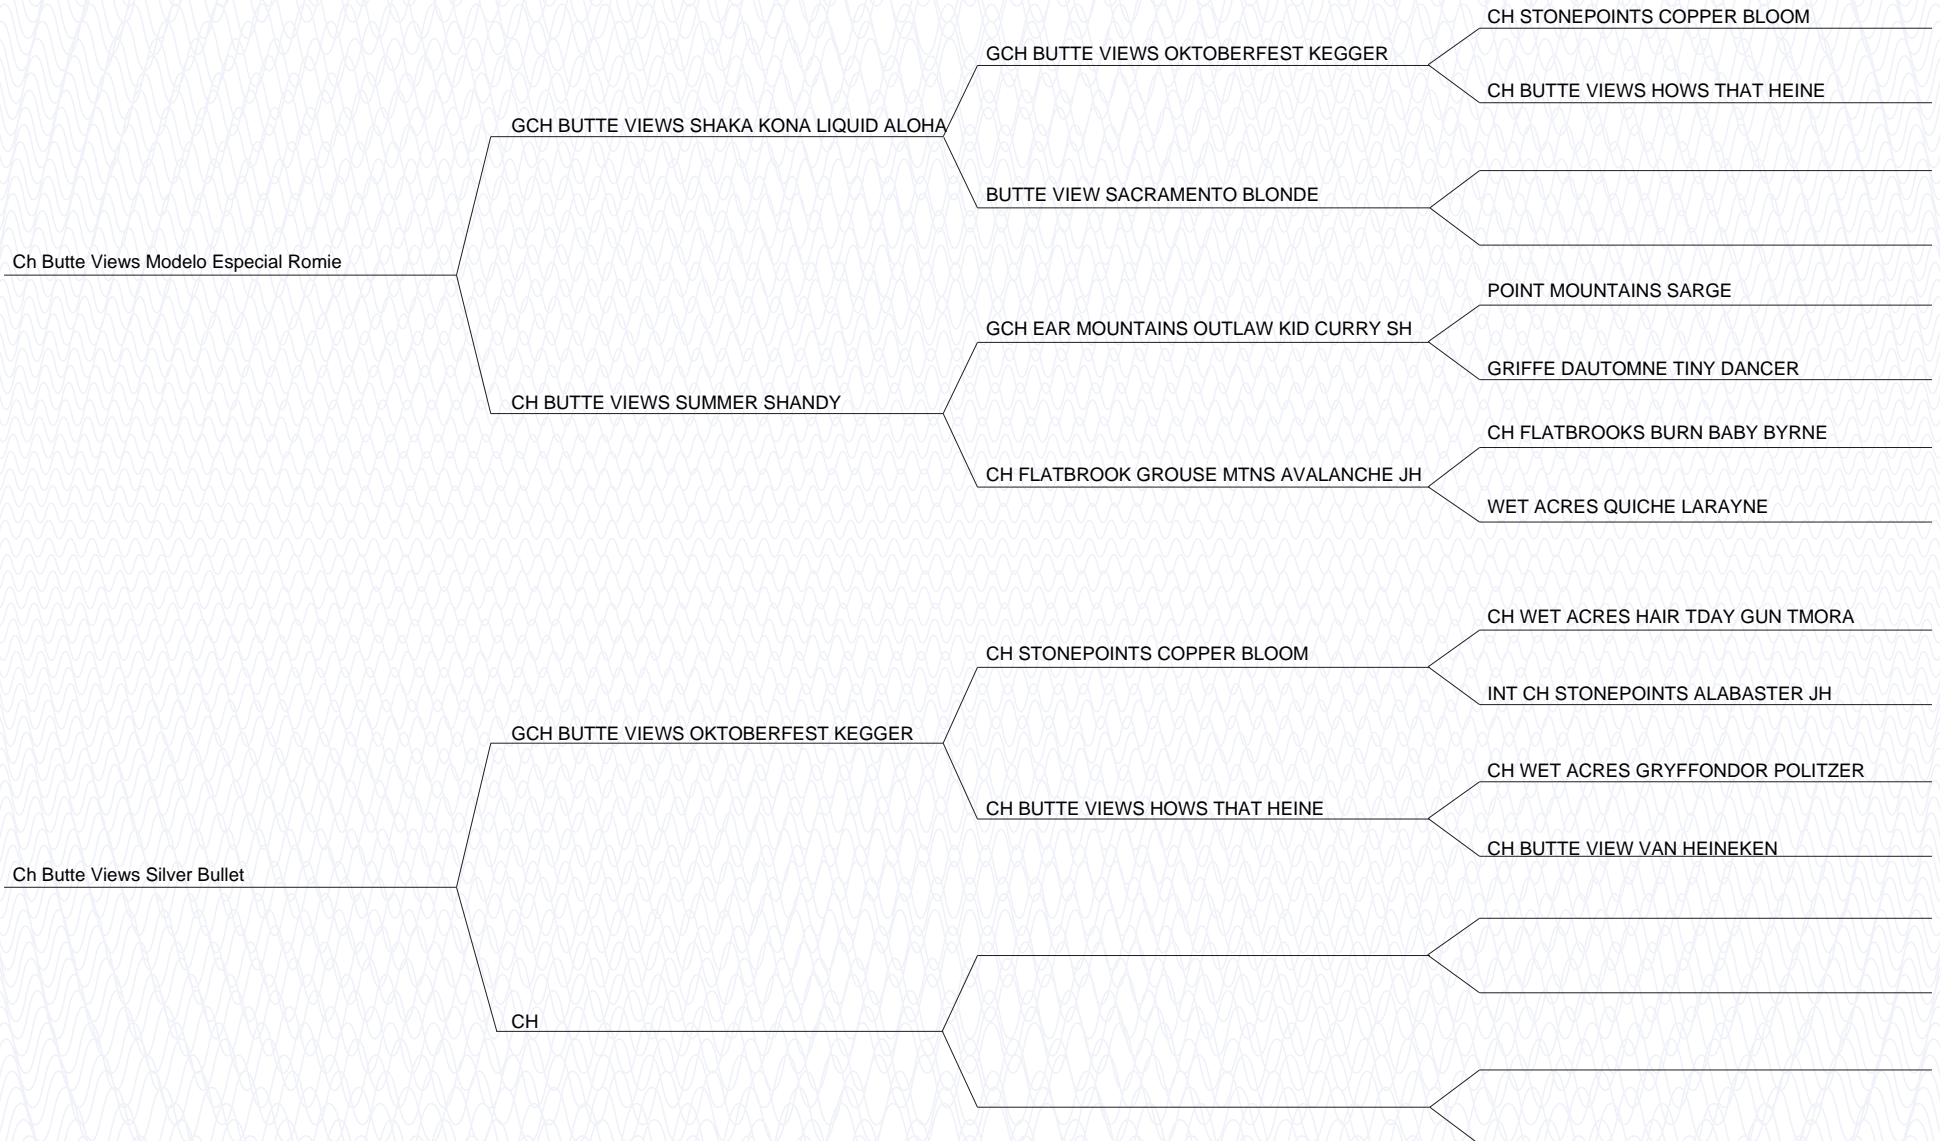 CH STONEPOINTS COPPER BLOOM
GCH BUTTE VIEWS OKTOBERFEST KEGGER
CH BUTTE VIEWS HOWS THAT HEINE
GCH BUTTE VIEWS SHAKA KONA LIQUID ALOHA
BUTTE VIEW SACRAMENTO BLONDE
Ch Butte Views Modelo Especial Romie
POINT MOUNTAINS SARGE
GCH EAR MOUNTAINS OUTLAW KID CURRY SH
GRIFFE DAUTOMNE TINY DANCER
CH BUTTE VIEWS SUMMER SHANDY
CH FLATBROOKS BURN BABY BYRNE
CH FLATBROOK GROUSE MTNS AVALANCHE JH
WET ACRES QUICHE LARAYNE
CH WET ACRES HAIR TDAY GUN TMORA
CH STONEPOINTS COPPER BLOOM
INT CH STONEPOINTS ALABASTER JH
GCH BUTTE VIEWS OKTOBERFEST KEGGER
CH WET ACRES GRYFFONDOR POLITZER
CH BUTTE VIEWS HOWS THAT HEINE
CH BUTTE VIEW VAN HEINEKEN
Ch Butte Views Silver Bullet
CH